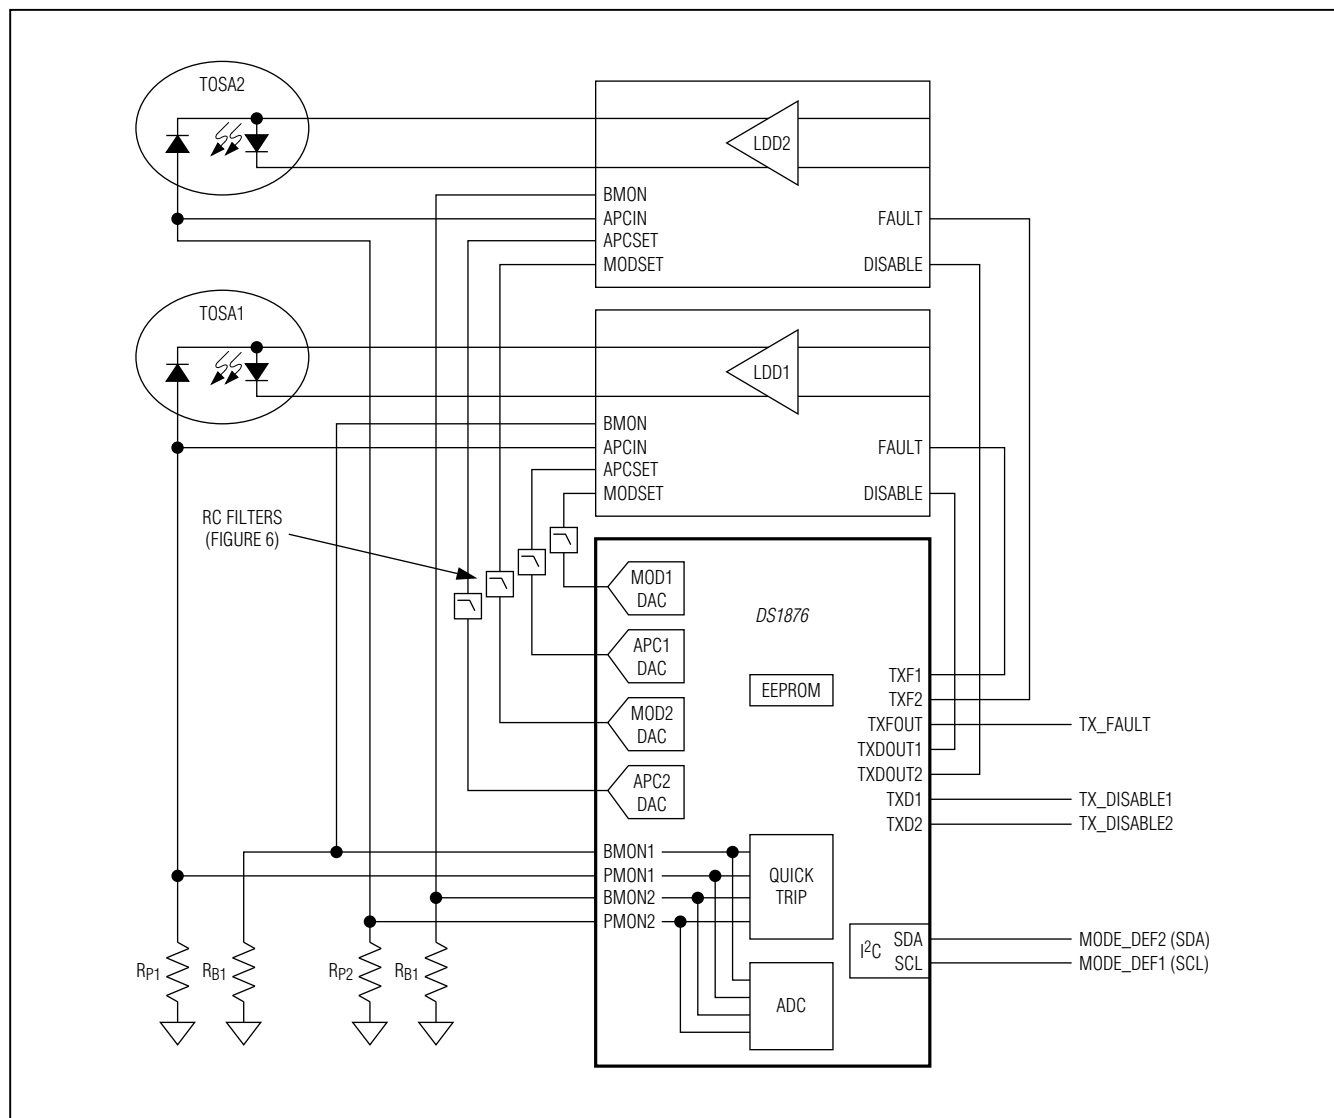 TOSA2
LDD2
BMON
APCIN
APCSET
MODSET
FAULT
DISABLE
TOSA1
LDD1
BMON
APCIN
APCSET
MODSET
FAULT
DISABLE
RC FILTERS
(FIGURE 6)
MOD1
DAC
APC1
DAC
MOD2
DAC
APC2
DAC
DS1876
EEPROM
TXF1
TXF2
TXFOUT
TXDOUT1
TXDOUT2
TXD1
TXD2
TX_FAULT
TX_DISABLE1
TX_DISABLE2
BMON1
PMON1
BMON2
PMON2
QUICK
TRIP
ADC
I²C
SDA
SCL
MODE_DEF2 (SDA)
MODE_DEF1 (SCL)
RP1
RB1
RP2
RB1